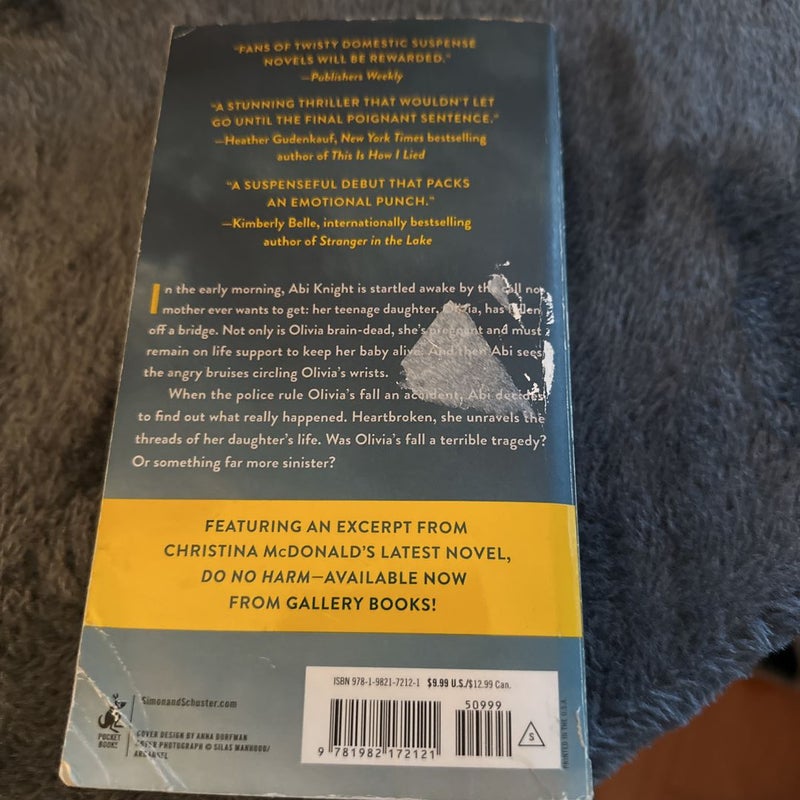 "FANS OF TWISTY DOMESTIC SUSPENSE
NOVELS WILL BE REWARDED."
—Publishers Weekly
"A STUNNING THRILLER THAT WOULDN'T LET
GO UNTIL THE FINAL POIGNANT SENTENCE."
—Heather Gudenkauf, New York Times bestselling
author of This Is How I Lied
"A SUSPENSEFUL DEBUT THAT PACKS
AN EMOTIONAL PUNCH."
—Kimberly Belle, internationally bestselling
author of Stranger in the Lake
In the early morning, Abi Knight is startled awake by the call no
mother ever wants to get: her teenage daughter, Olivia, has fallen
off a bridge. Not only is Olivia brain-dead, she's pregnant and must
remain on life support to keep her baby alive. And then Abi sees
the angry bruises circling Olivia's wrists.
When the police rule Olivia's fall an accident, Abi decides
to find out what really happened. Heartbroken, she unravels the
threads of her daughter's life. Was Olivia's fall a terrible tragedy?
Or something far more sinister?
FEATURING AN EXCERPT FROM
CHRISTINA McDONALD'S LATEST NOVEL,
DO NO HARM—AVAILABLE NOW
FROM GALLERY BOOKS!
ISBN 978-1-9821-7212-1 $9.99 U.S./$12.99 Can.
50999
9 781982 172121
S
PRINTED IN THE U.S.A.
POCKET
BOOKS
SimonandSchuster.com
COVER DESIGN BY ANNA DORFMAN
COVER PHOTOGRAPH © SILAS MANHOOD/
ARCANGEL